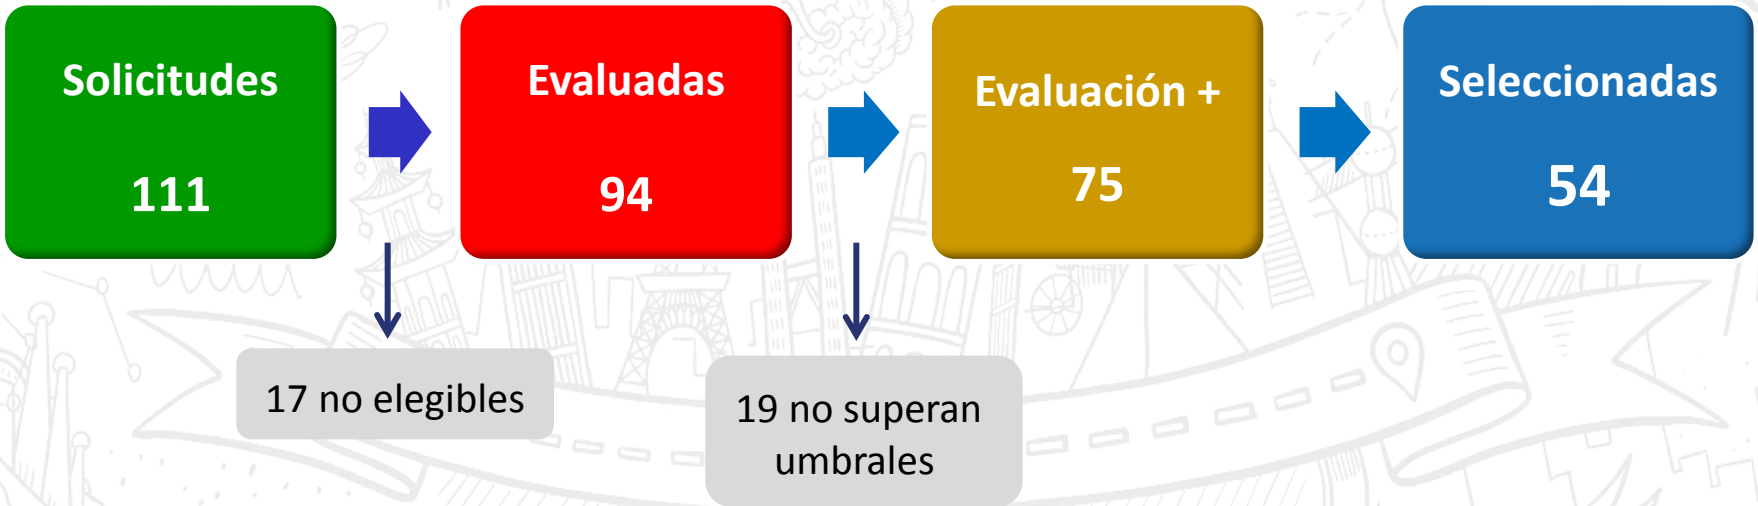 Solicitudes
111
Evaluadas
94
Evaluación +
75
Seleccionadas
54
17 no elegibles
19 no superan
umbrales